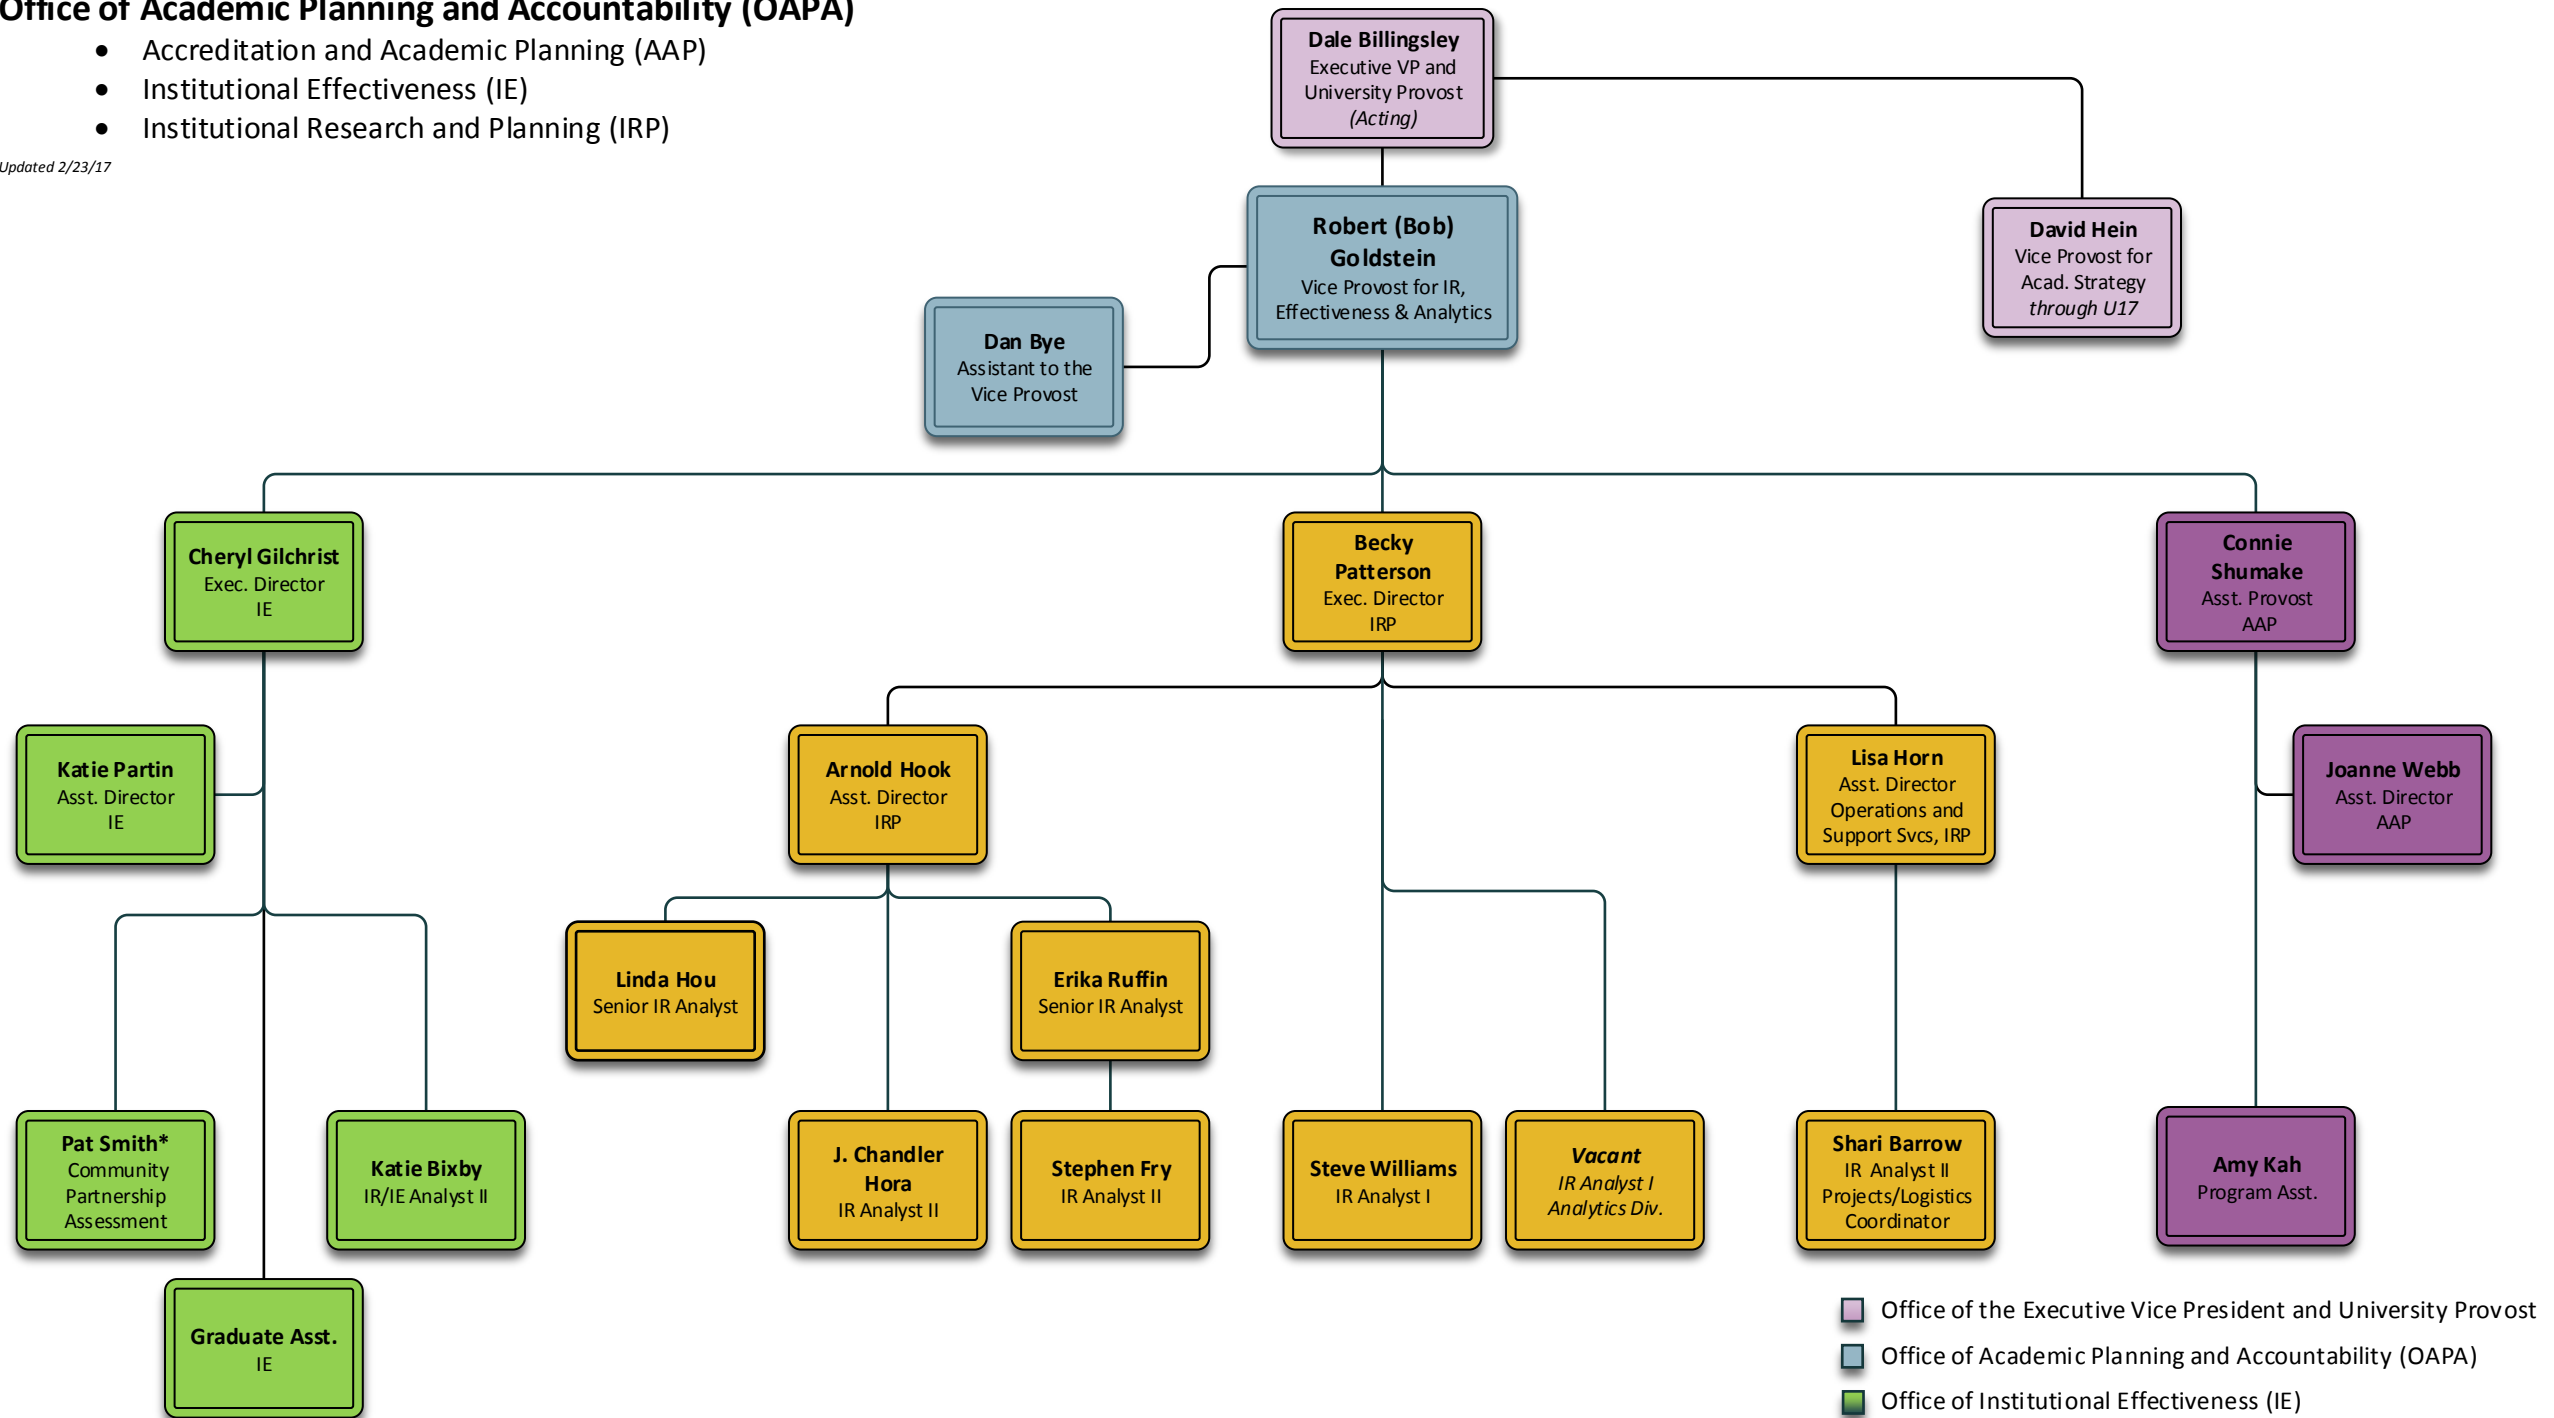 Office of Academic Planning and Accountability (OAPA)
• Accreditation and Academic Planning (AAP)
• Institutional Effectiveness (IE)
• Institutional Research and Planning (IRP)
Updated 2/23/17
Dale Billingsley
Executive VP and
University Provost
(Acting)
Robert (Bob)
Goldstein
Vice Provost for IR,
Effectiveness & Analytics
David Hein
Vice Provost for
Acad. Strategy
through U17
Dan Bye
Assistant to the
Vice Provost
Cheryl Gilchrist
Exec. Director
IE
Becky
Patterson
Exec. Director
IRP
Connie
Shumake
Asst. Provost
AAP
Katie Partin
Asst. Director
IE
Arnold Hook
Asst. Director
IRP
Lisa Horn
Asst. Director
Operations and
Support Svcs, IRP
Joanne Webb
Asst. Director
AAP
Linda Hou
Senior IR Analyst
Erika Ruffin
Senior IR Analyst
Pat Smith*
Community
Partnership
Assessment
Katie Bixby
IR/IE Analyst II
J. Chandler
Hora
IR Analyst II
Stephen Fry
IR Analyst II
Steve Williams
IR Analyst I
Vacant
IR Analyst I
Analytics Div.
Shari Barrow
IR Analyst II
Projects/Logistics
Coordinator
Amy Kah
Program Asst.
Graduate Asst.
IE
Office of the Executive Vice President and University Provost
Office of Academic Planning and Accountability (OAPA)
Office of Institutional Effectiveness (IE)